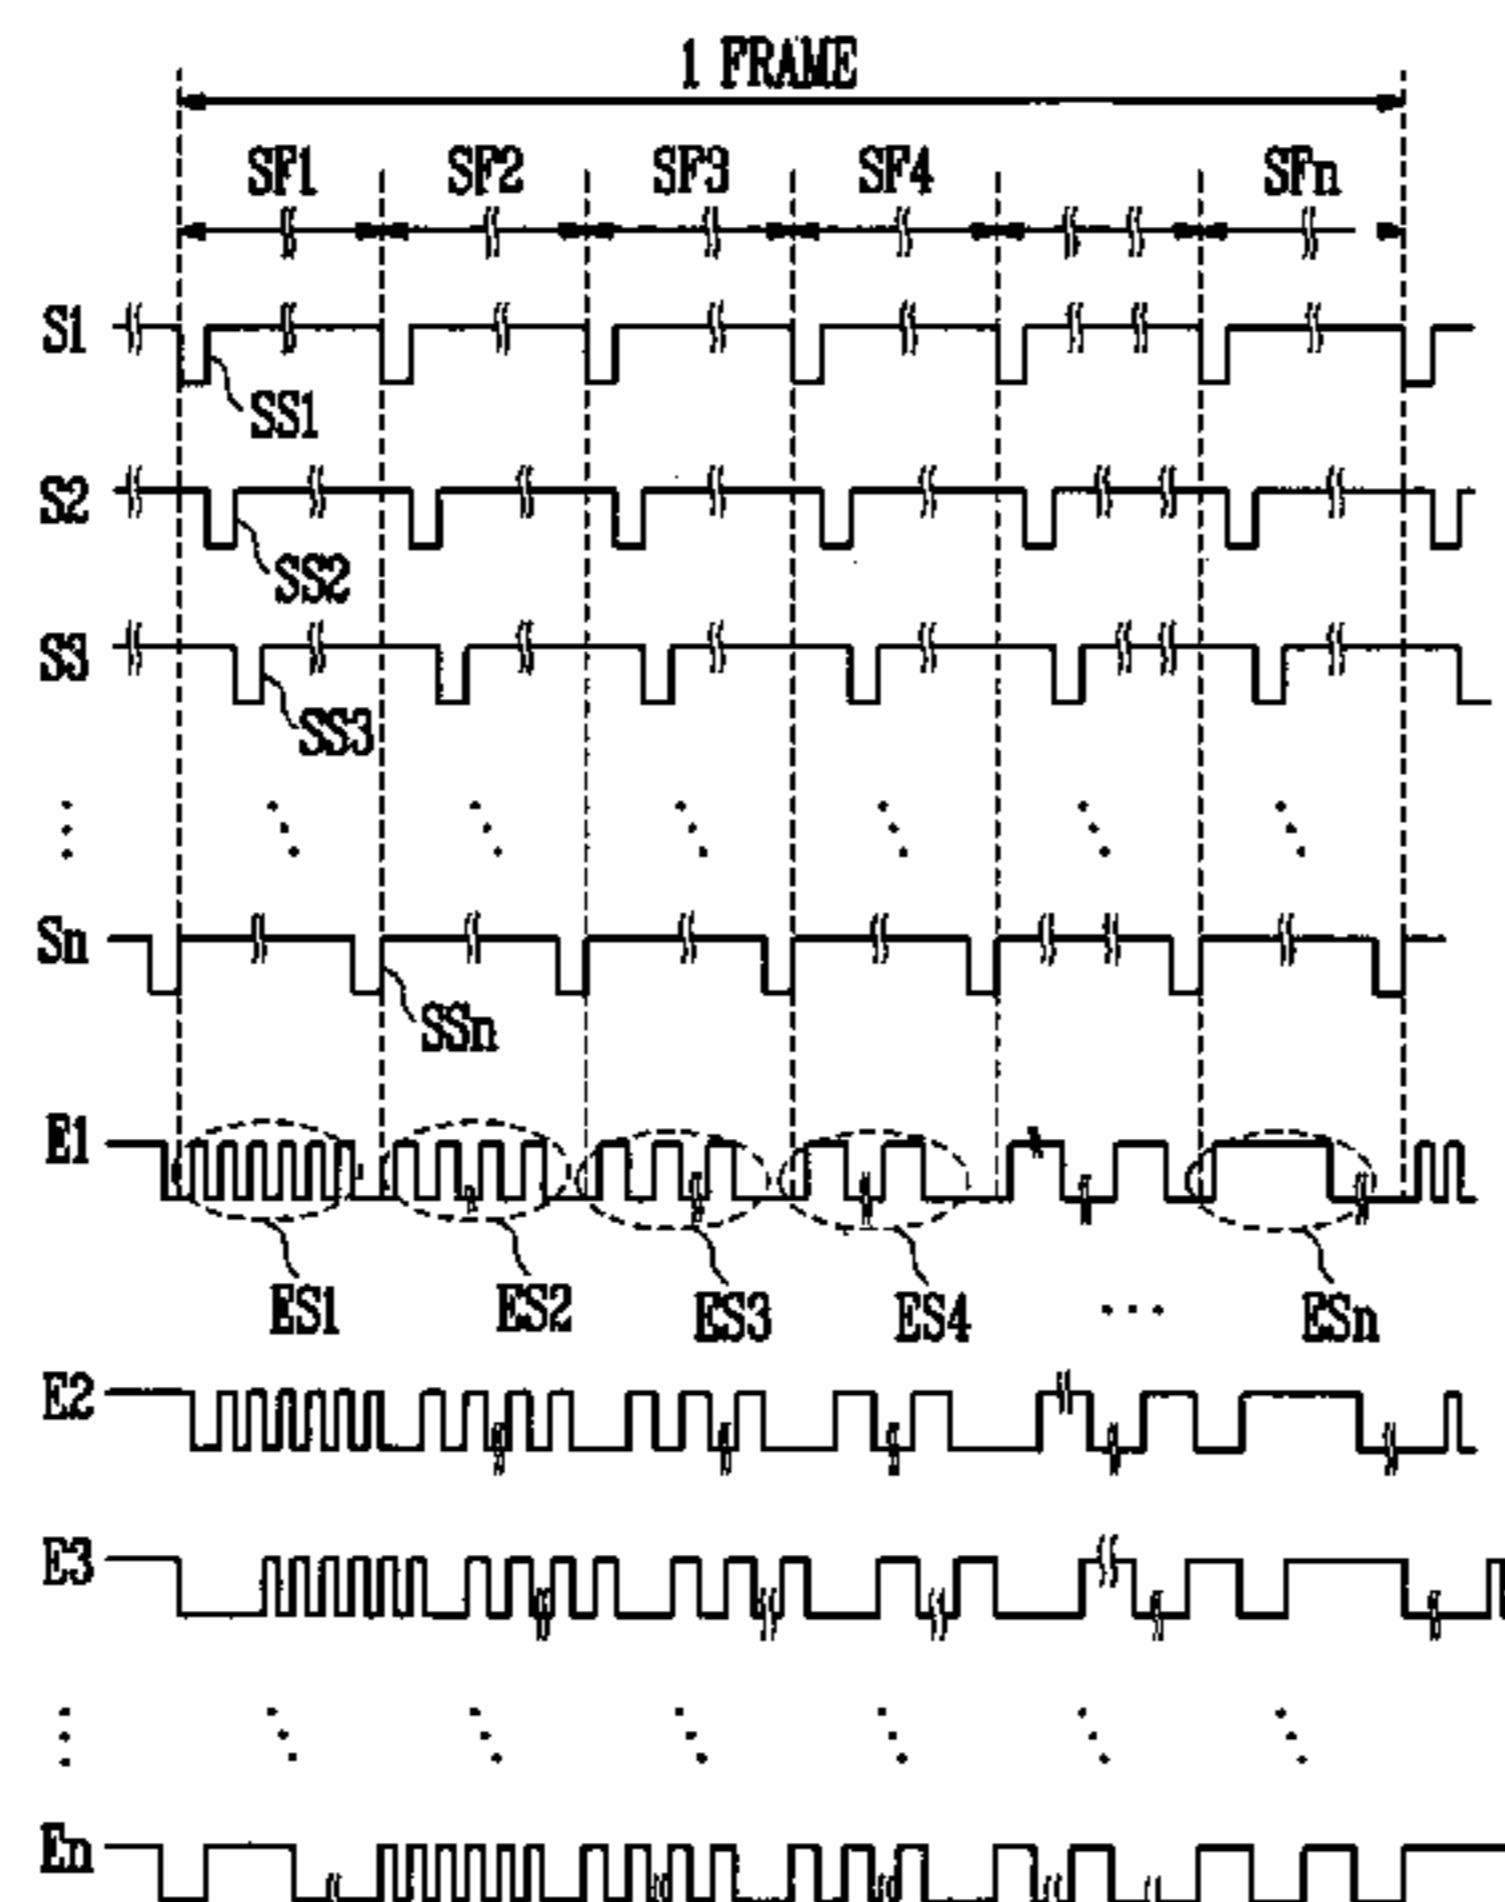 1 FRAME
SF1 SF2 SF3 SF4 SFn
S1
SS1
S2
SS2
S3
SS3
Sn
SSn
E1
ES1 ES2 ES3 ES4 ... ESn
E2
E3
En